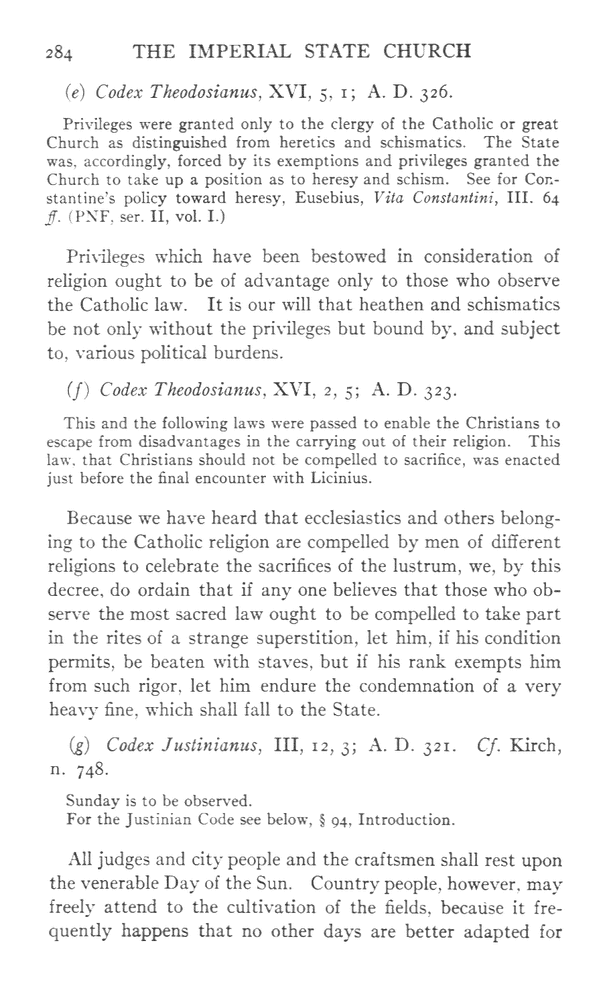 284 THE IMPERIAL STATE CHURCH
(e) Codex Theodosianus, XVI, 5, 1; A. D. 326.
Privileges were granted only to the clergy of the Catholic or great
Church as distinguished from heretics and schismatics. The State
was, accordingly, forced by its exemptions and privileges granted the
Church to take up a position as to heresy and schism. See for Con-
stantine's policy toward heresy, Eusebius, Vita Constantini, III. 64
ff. (PNF, ser. II, vol. I.)
Privileges which have been bestowed in consideration of
religion ought to be of advantage only to those who observe
the Catholic law. It is our will that heathen and schismatics
be not only without the privileges but bound by, and subject
to, various political burdens.
(f) Codex Theodosianus, XVI, 2, 5; A. D. 323.
This and the following laws were passed to enable the Christians to
escape from disadvantages in the carrying out of their religion. This
law, that Christians should not be compelled to sacrifice, was enacted
just before the final encounter with Licinius.
Because we have heard that ecclesiastics and others belong-
ing to the Catholic religion are compelled by men of different
religions to celebrate the sacrifices of the lustrum, we, by this
decree, do ordain that if any one believes that those who ob-
serve the most sacred law ought to be compelled to take part
in the rites of a strange superstition, let him, if his condition
permits, be beaten with staves, but if his rank exempts him
from such rigor, let him endure the condemnation of a very
heavy fine, which shall fall to the State.
(g) Codex Justinianus, III, 12, 3; A. D. 321. Cf. Kirch,
n. 748.
Sunday is to be observed.
For the Justinian Code see below, § 94, Introduction.
All judges and city people and the craftsmen shall rest upon
the venerable Day of the Sun. Country people, however, may
freely attend to the cultivation of the fields, because it fre-
quently happens that no other days are better adapted for